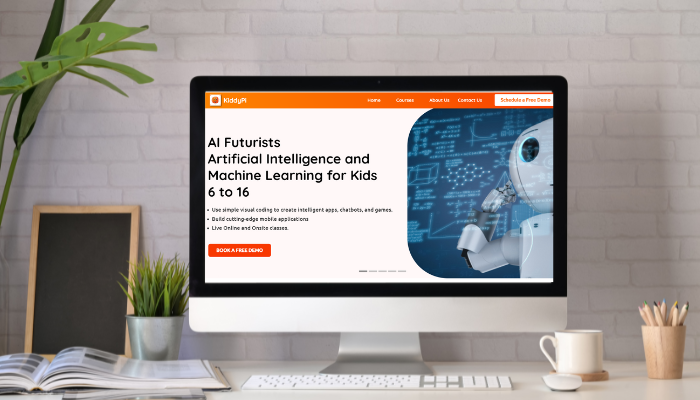 KiddyPi
Home Courses About Us Contact Us Schedule a Free Demo
AI Futurists
Artificial Intelligence and
Machine Learning for Kids
6 to 16
• Use simple visual coding to create intelligent apps, chatbots, and games.
• Build cutting-edge mobile applications
• Live Online and Onsite classes.
BOOK A FREE DEMO